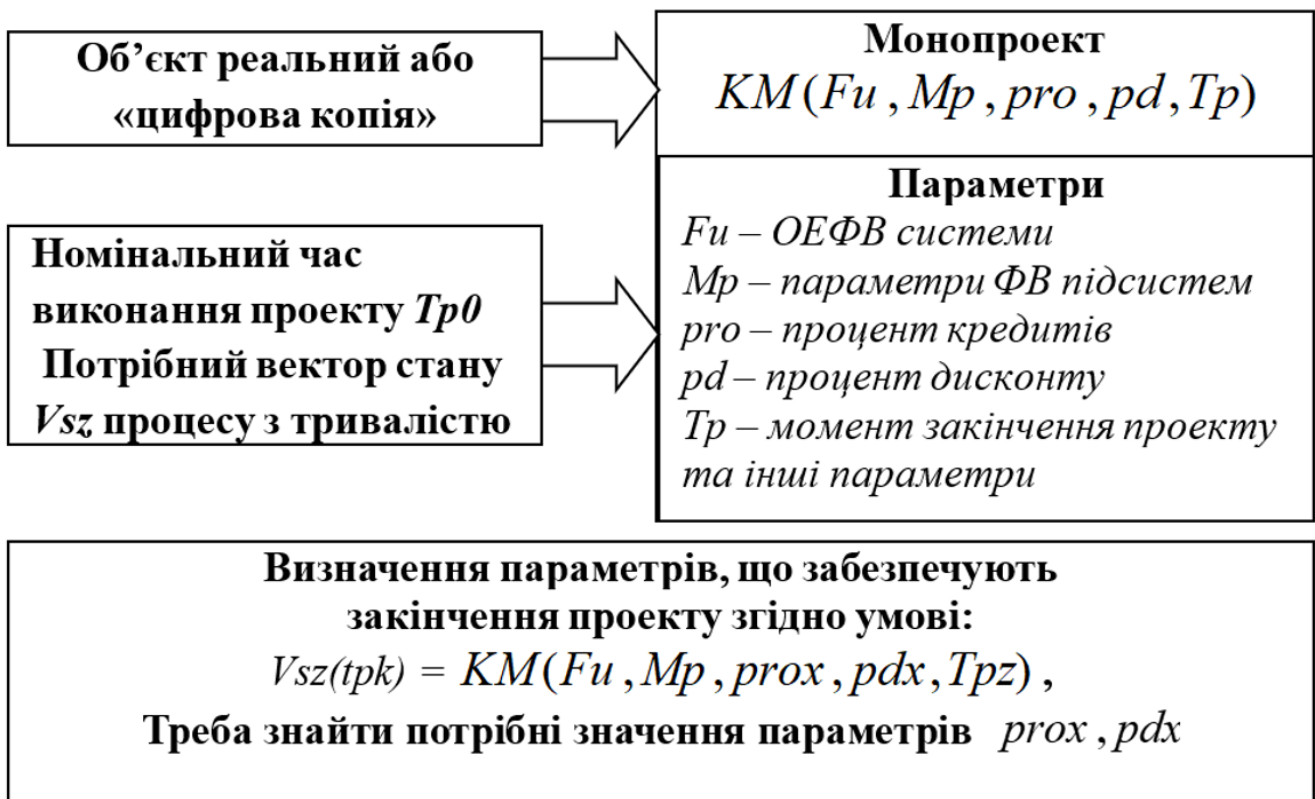 Об’єкт реальний або
«цифрова копія»
Монопроект
KM(Fu , Mp , pro , pd , Tp)
Номінальний час
виконання проекту Tp0
Потрібний вектор стану
Vsz процесу з тривалістю
Параметри
Fu – ОЕФВ системи
Mp – параметри ФВ підсистем
pro – процент кредитів
pd – процент дисконту
Tp – момент закінчення проекту
та інші параметри
Визначення параметрів, що забезпечують
закінчення проекту згідно умові:
Vsz(tpk) = KM(Fu , Mp , prox , pdx , Tpz) ,
Треба знайти потрібні значення параметрів prox , pdx